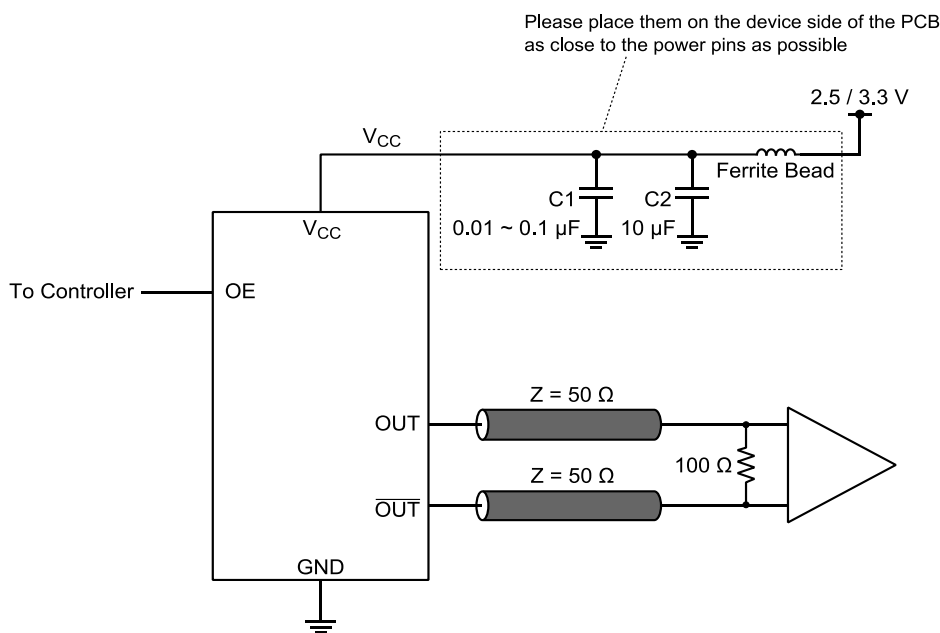 Please place them on the device side of the PCB
as close to the power pins as possible
2.5 / 3.3 V
VCC
Ferrite Bead
C1
C2
0.01 ~ 0.1 µF
10 µF
VCC
To Controller
OE
Z = 50 Ω
OUT
100 Ω
Z = 50 Ω
OUT
GND